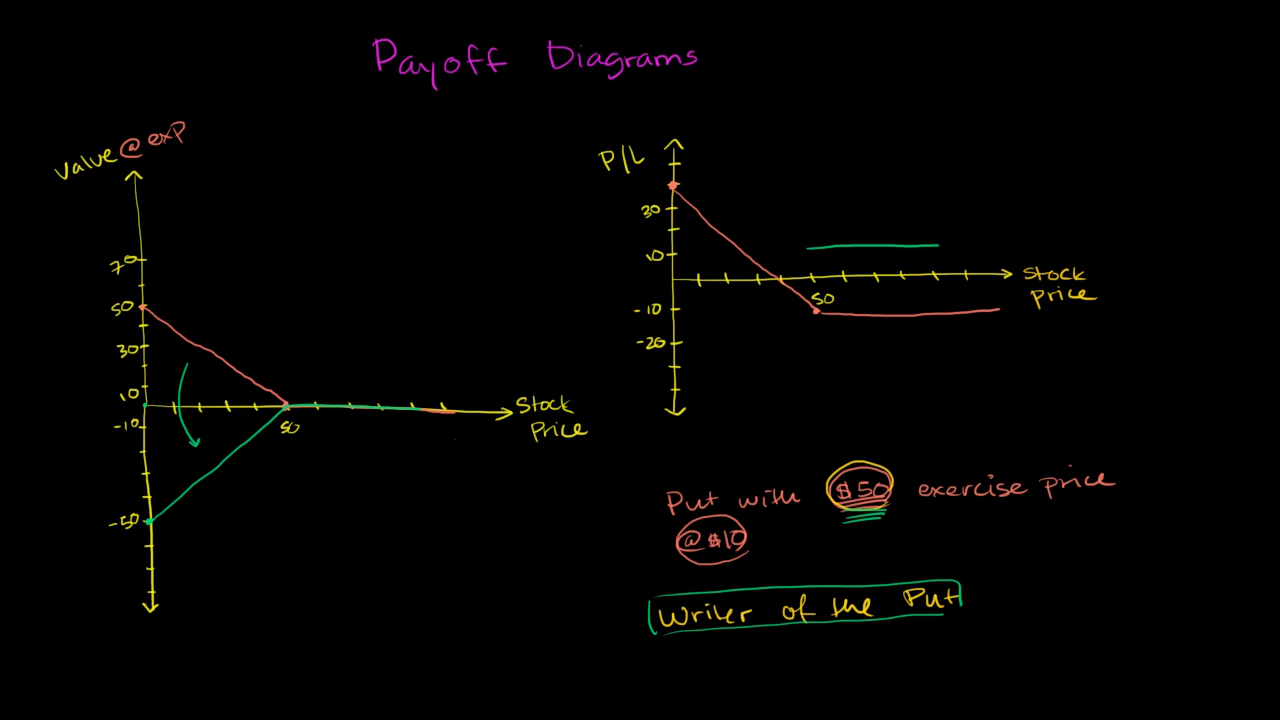 Payoff Diagrams
Value @ exp
70
50
30
10
-10
-50
50
Stock
Price
P/L
30
10
-10
-20
50
Stock
Price
Put with $50 exercise price
@ $10
Writer of the Put